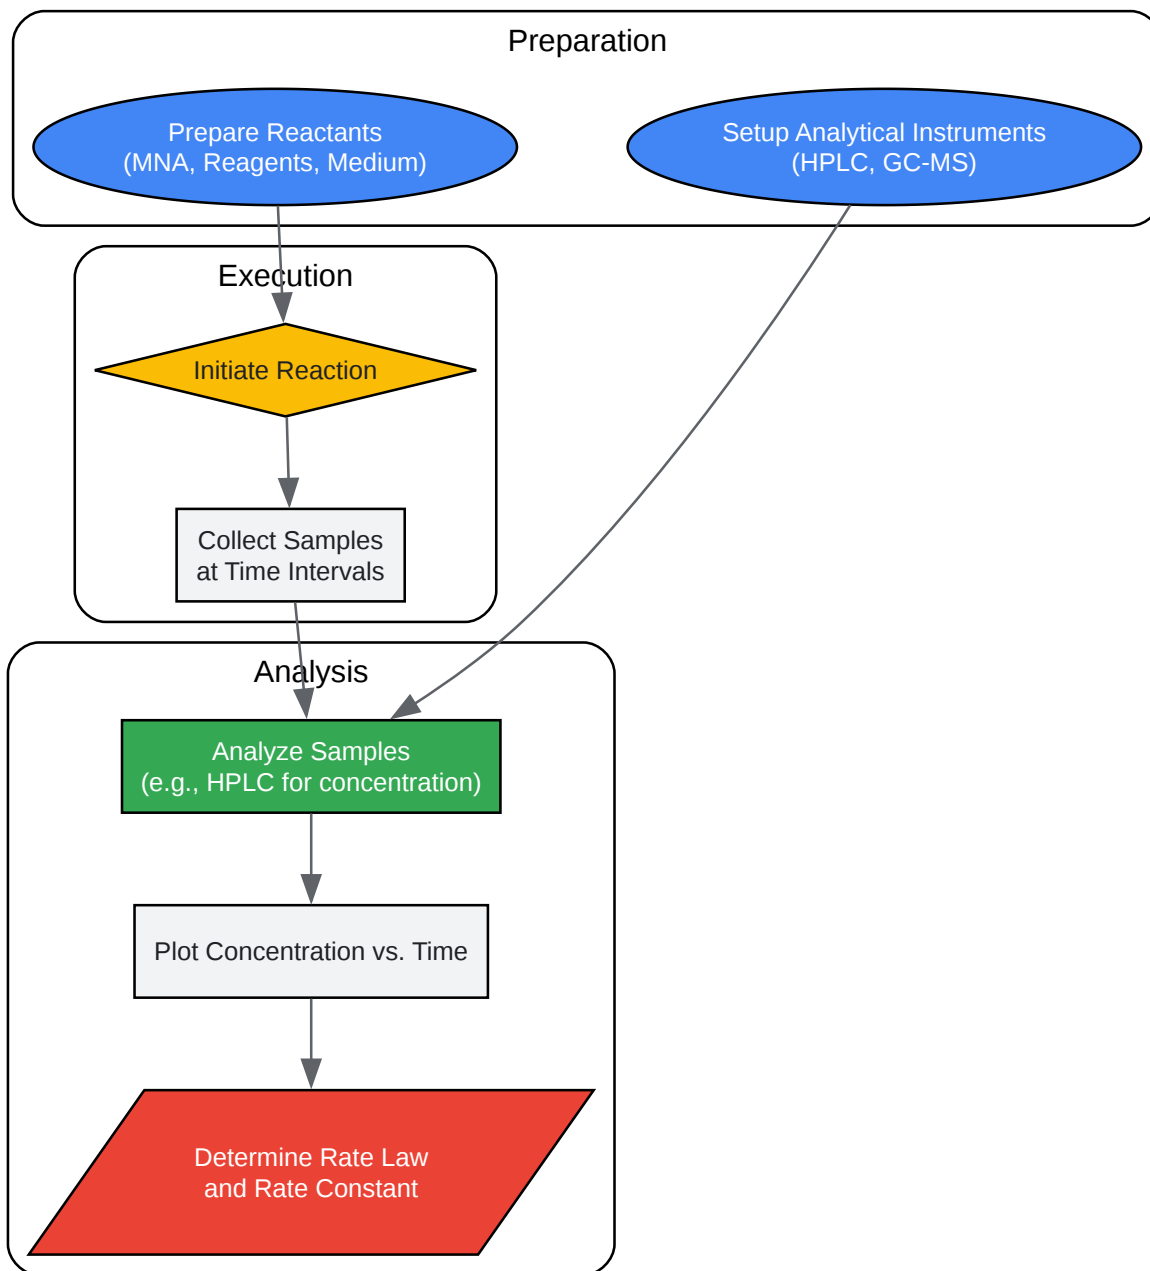 Preparation
Prepare Reactants
(MNA, Reagents, Medium)
Setup Analytical Instruments
(HPLC, GC-MS)
Execution
Initiate Reaction
Collect Samples
at Time Intervals
Analysis
Analyze Samples
(e.g., HPLC for concentration)
Plot Concentration vs. Time
Determine Rate Law
and Rate Constant